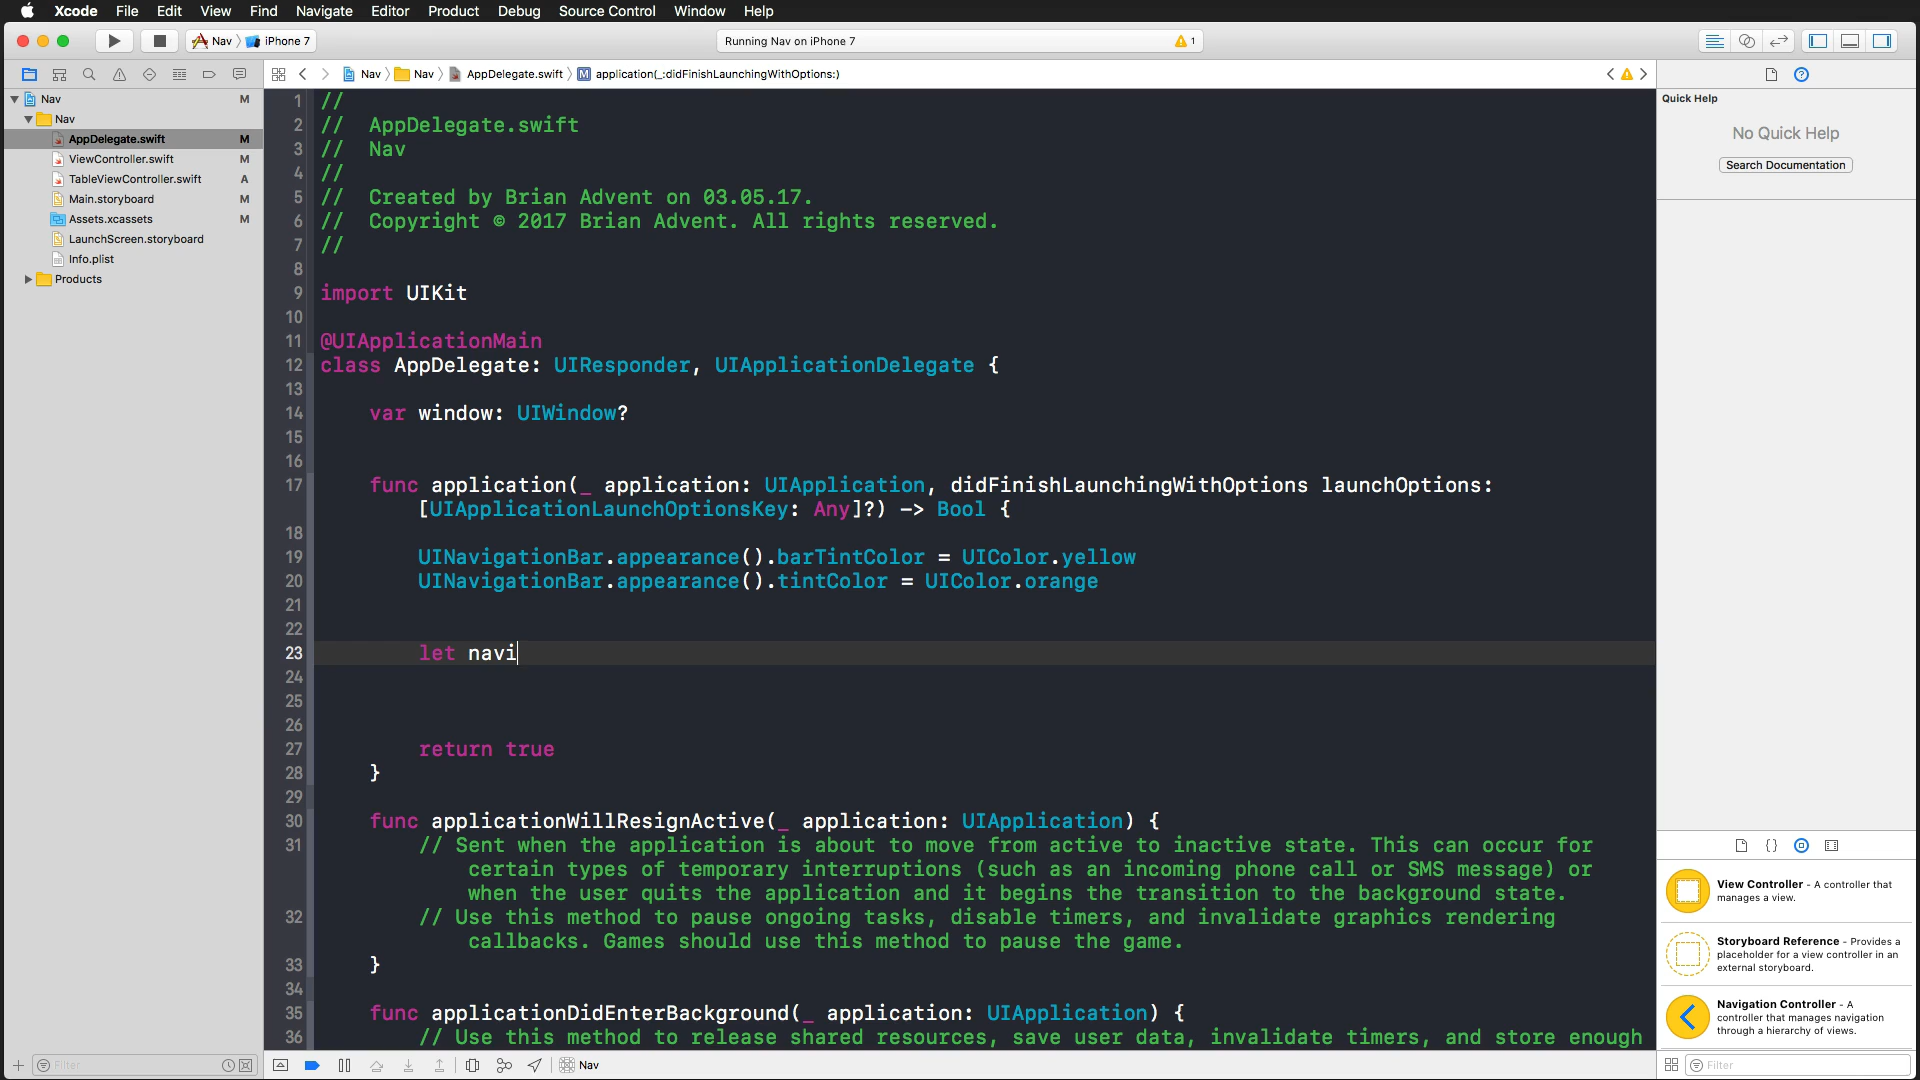 Xcode File Edit View Find Navigate Editor Product Debug Source Control Window Help
Nav iPhone 7
Running Nav on iPhone 7
1
Nav Nav AppDelegate.swift M application(_:didFinishLaunchingWithOptions:)
Nav M
Nav
AppDelegate.swift M
ViewController.swift M
TableViewController.swift A
Main.storyboard M
Assets.xcassets M
LaunchScreen.storyboard
Info.plist
Products
Filter
1 //
2 //  AppDelegate.swift
3 //  Nav
4 //
5 //  Created by Brian Advent on 03.05.17.
6 //  Copyright © 2017 Brian Advent. All rights reserved.
7 //
8
9 import UIKit
10
11 @UIApplicationMain
12 class AppDelegate: UIResponder, UIApplicationDelegate {
13
14 var window: UIWindow?
15
16
17 func application(_ application: UIApplication, didFinishLaunchingWithOptions launchOptions:
[UIApplicationLaunchOptionsKey: Any]?) -> Bool {
18
19 UINavigationBar.appearance().barTintColor = UIColor.yellow
20 UINavigationBar.appearance().tintColor = UIColor.orange
21
22
23 let navi
24
25
26
27 return true
28 }
29
30 func applicationWillResignActive(_ application: UIApplication) {
31 // Sent when the application is about to move from active to inactive state. This can occur for
certain types of temporary interruptions (such as an incoming phone call or SMS message) or
when the user quits the application and it begins the transition to the background state.
32 // Use this method to pause ongoing tasks, disable timers, and invalidate graphics rendering
callbacks. Games should use this method to pause the game.
33 }
34
35 func applicationDidEnterBackground(_ application: UIApplication) {
36 // Use this method to release shared resources, save user data, invalidate timers, and store enough
Nav
Quick Help
No Quick Help
Search Documentation
{}
View Controller - A controller that
manages a view.
Storyboard Reference - Provides a
placeholder for a view controller in an
external storyboard.
Navigation Controller - A
controller that manages navigation
through a hierarchy of views.
Filter